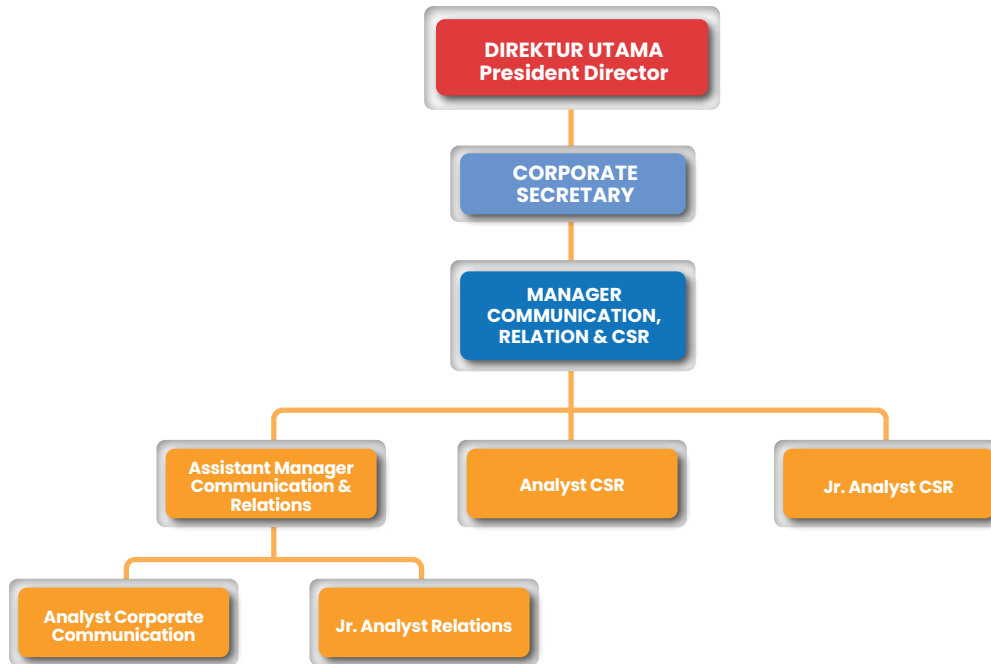 DIREKTUR UTAMA
President Director
CORPORATE
SECRETARY
MANAGER
COMMUNICATION,
RELATION & CSR
Assistant Manager
Communication &
Relations
Analyst CSR
Jr. Analyst CSR
Analyst Corporate
Communication
Jr. Analyst Relations